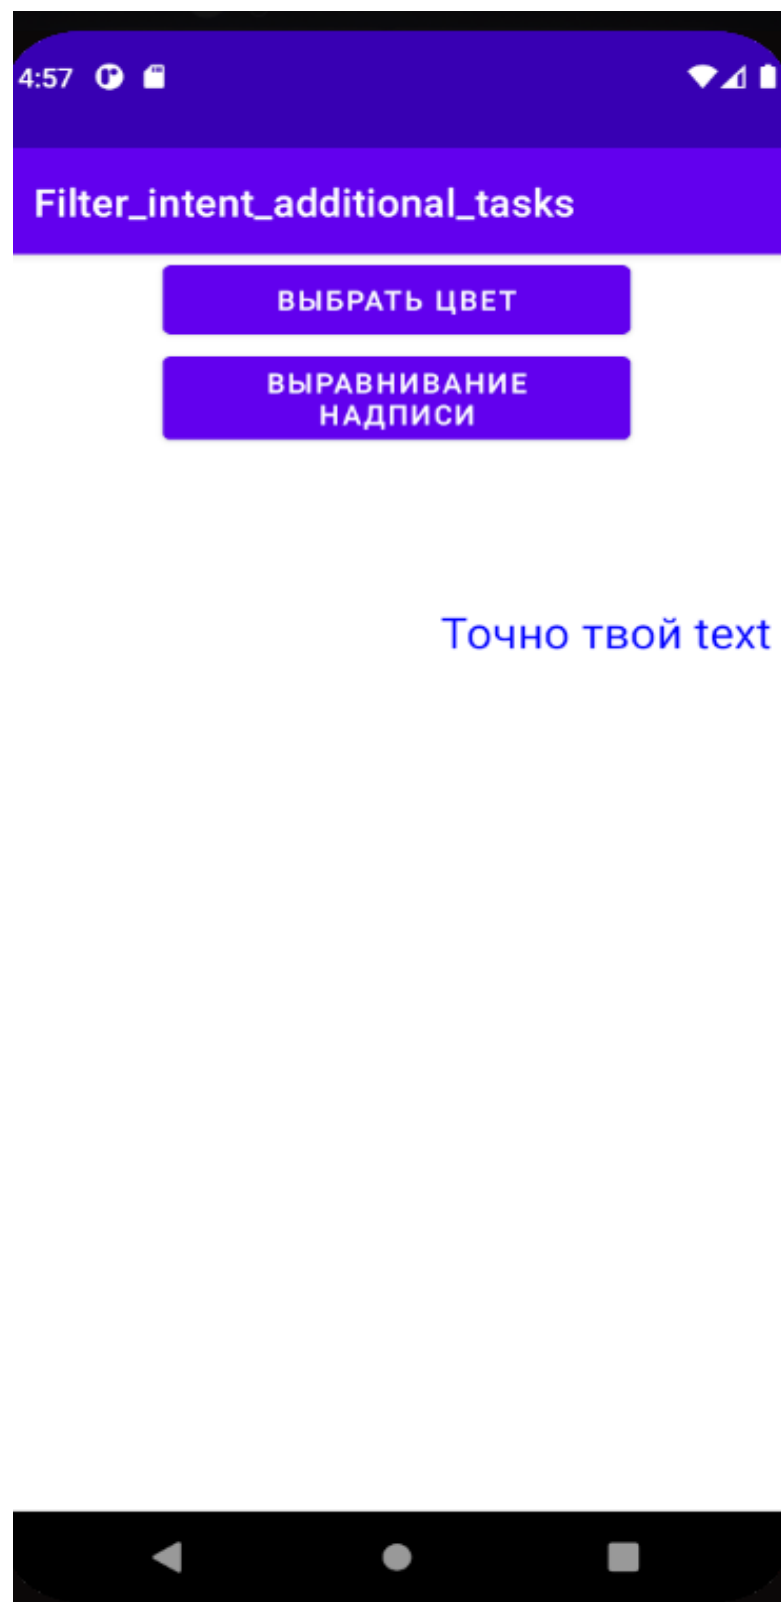 4:57
Filter_intent_additional_tasks
ВЫБРАТЬ ЦВЕТ
ВЫРАВНИВАНИЕ
НАДПИСИ
Точно твой text